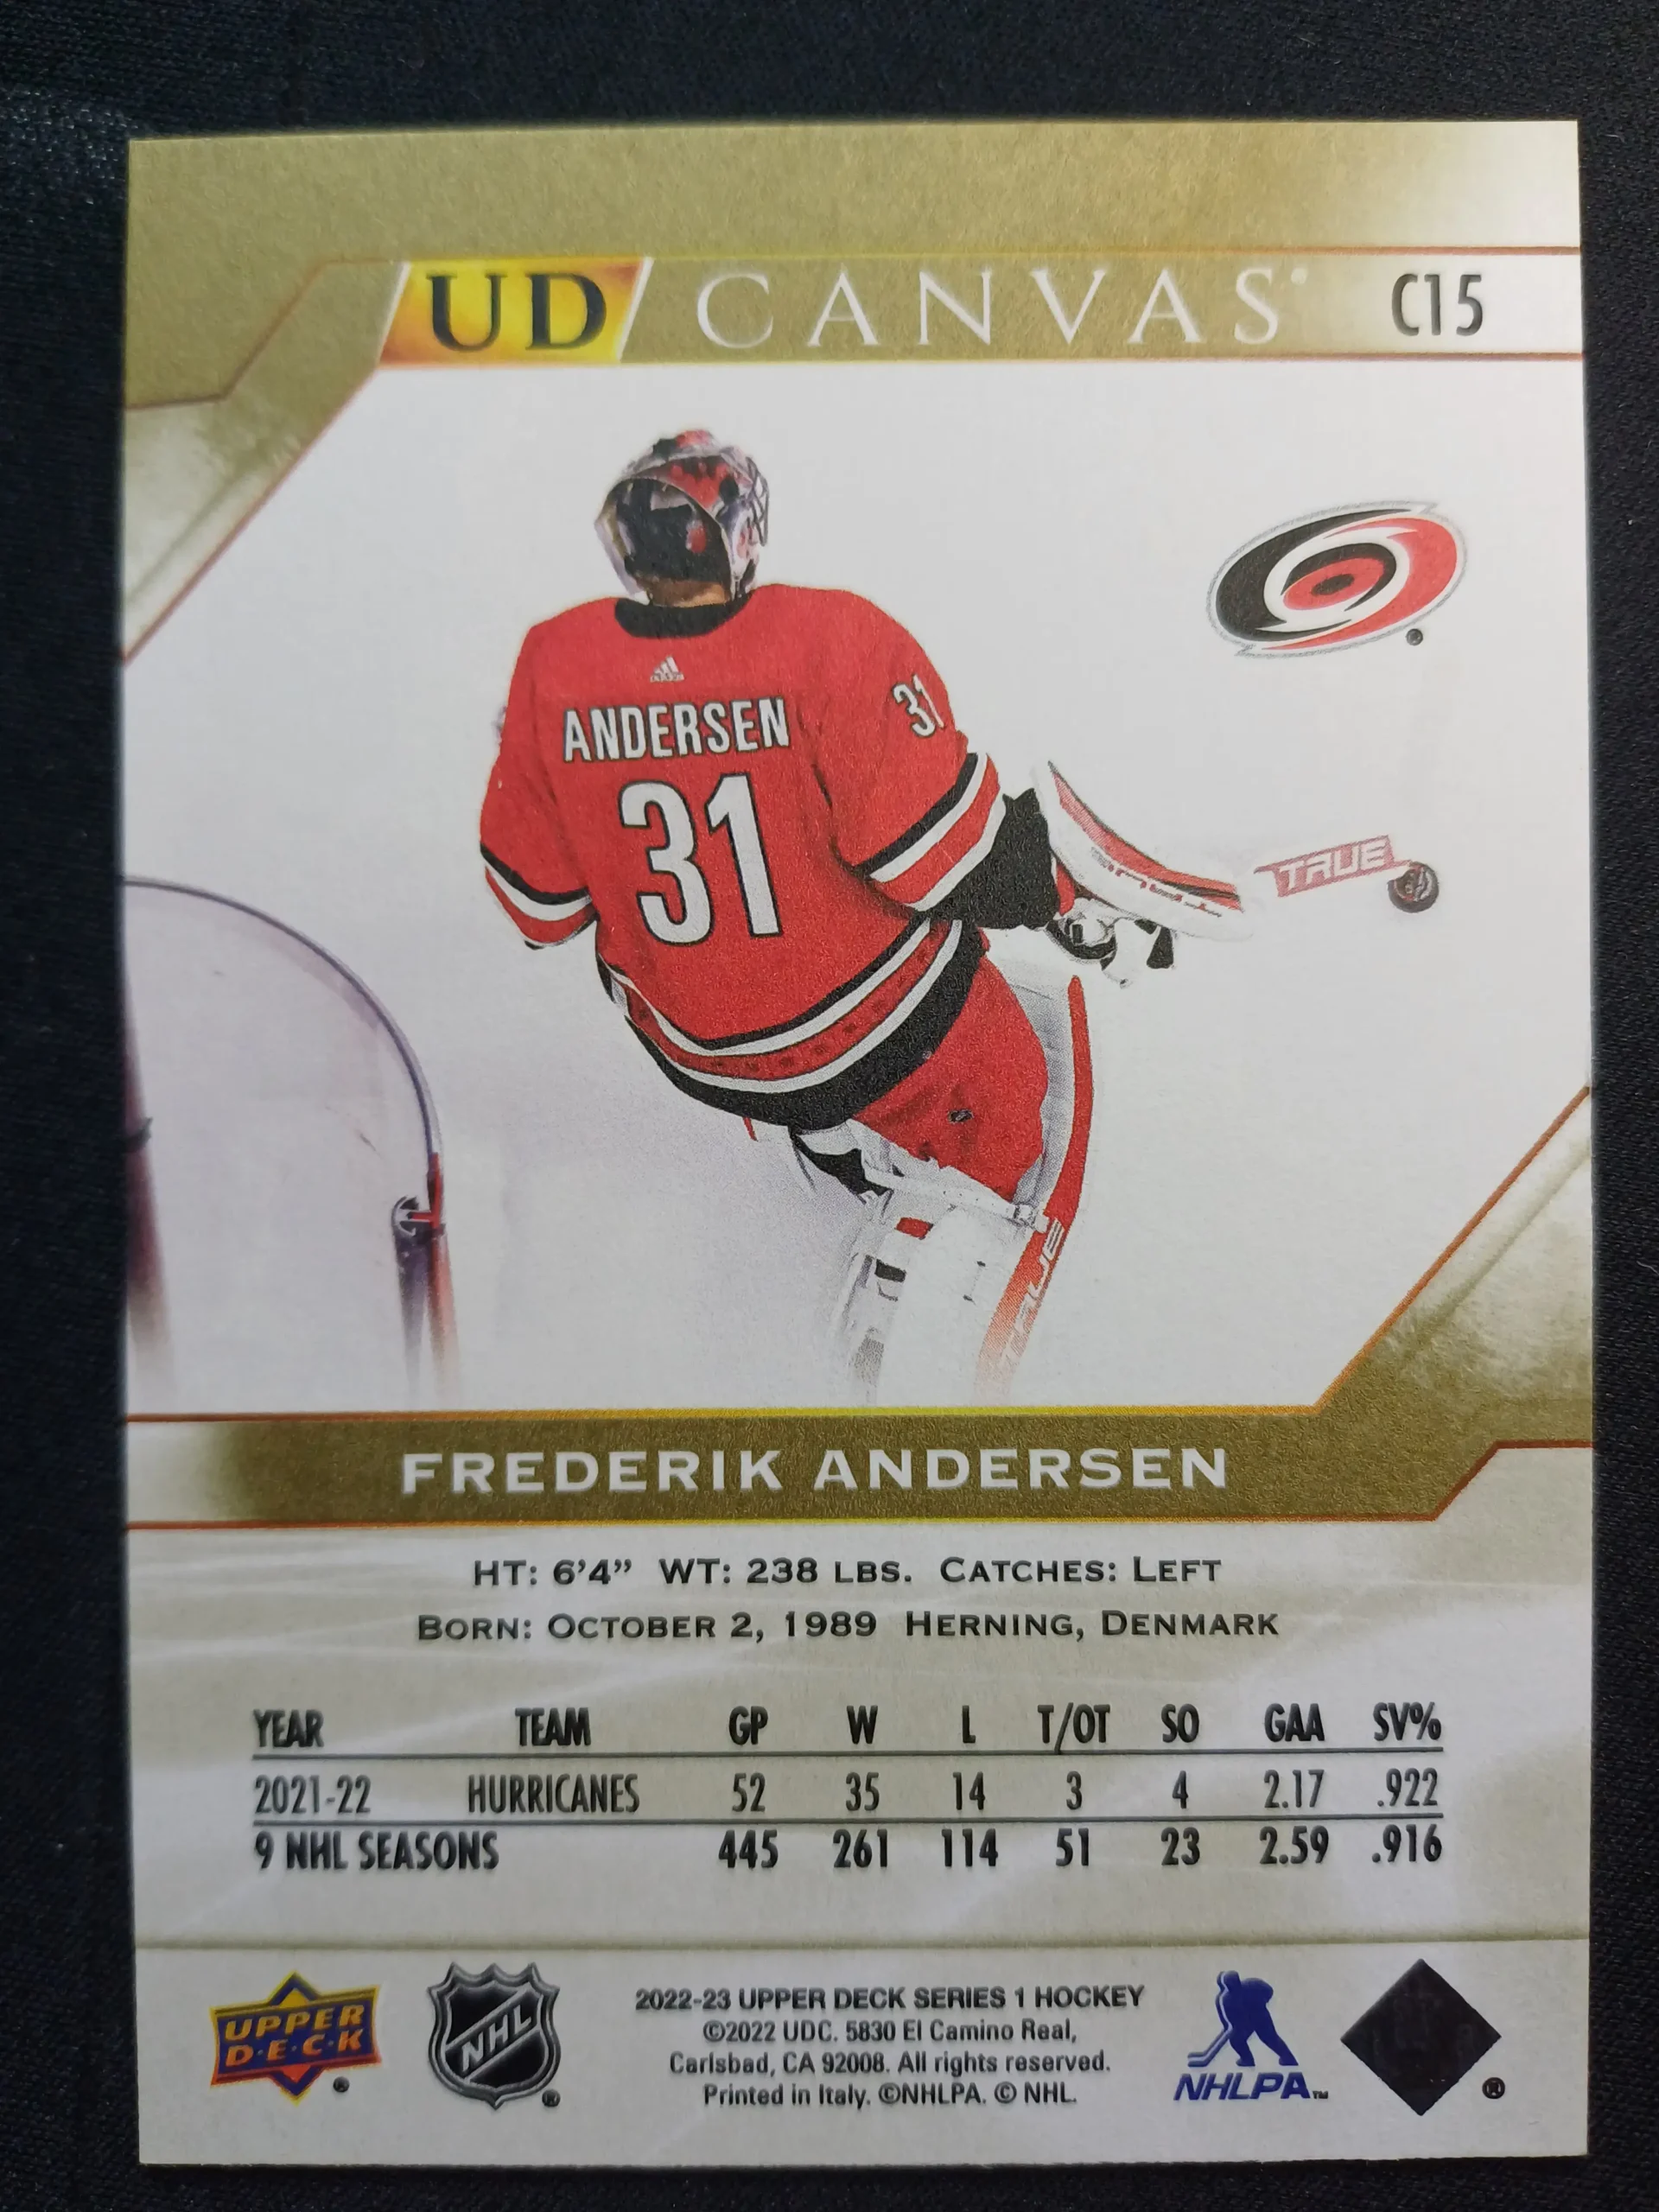 UD CANVAS® C15
ANDERSEN
31
31
TRUE
TRUE
FREDERIK ANDERSEN
HT: 6'4” WT: 238 LBS. CATCHES: LEFT
BORN: OCTOBER 2, 1989 HERNING, DENMARK
YEAR TEAM GP W L T/OT SO GAA SV%
2021-22 HURRICANES 52 35 14 3 4 2.17 .922
9 NHL SEASONS 445 261 114 51 23 2.59 .916
UPPER
D·E·C·K
NHL
2022-23 UPPER DECK SERIES 1 HOCKEY
©2022 UDC. 5830 El Camino Real,
Carlsbad, CA 92008. All rights reserved.
Printed in Italy. ©NHLPA. © NHL.
NHLPA™